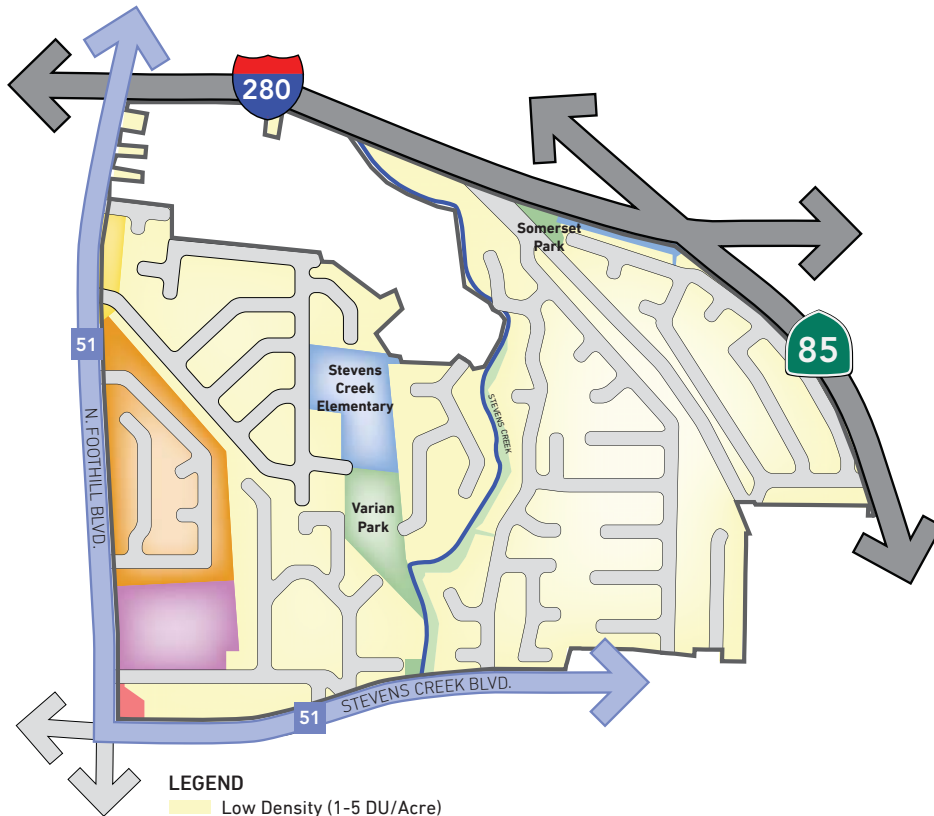 280
Somerset
Park
51
85
Stevens
Creek
Elementary
STEVENS CREEK
N. FOOTHILL BLVD.
Varian
Park
STEVENS CREEK BLVD.
51
LEGEND
Low Density (1-5 DU/Acre)